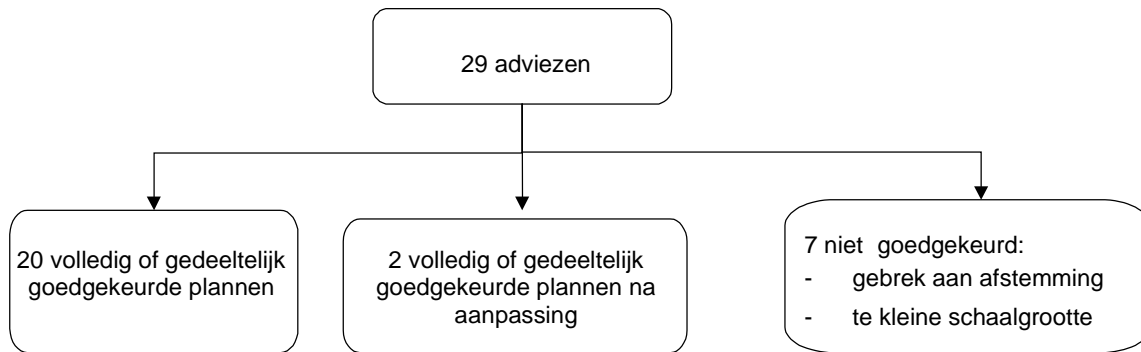 29 adviezen
20 volledig of gedeeltelijk
goedgekeurde plannen
2 volledig of gedeeltelijk
goedgekeurde plannen na
aanpassing
7 niet goedgekeurd:
- gebrek aan afstemming
- te kleine schaalgrootte